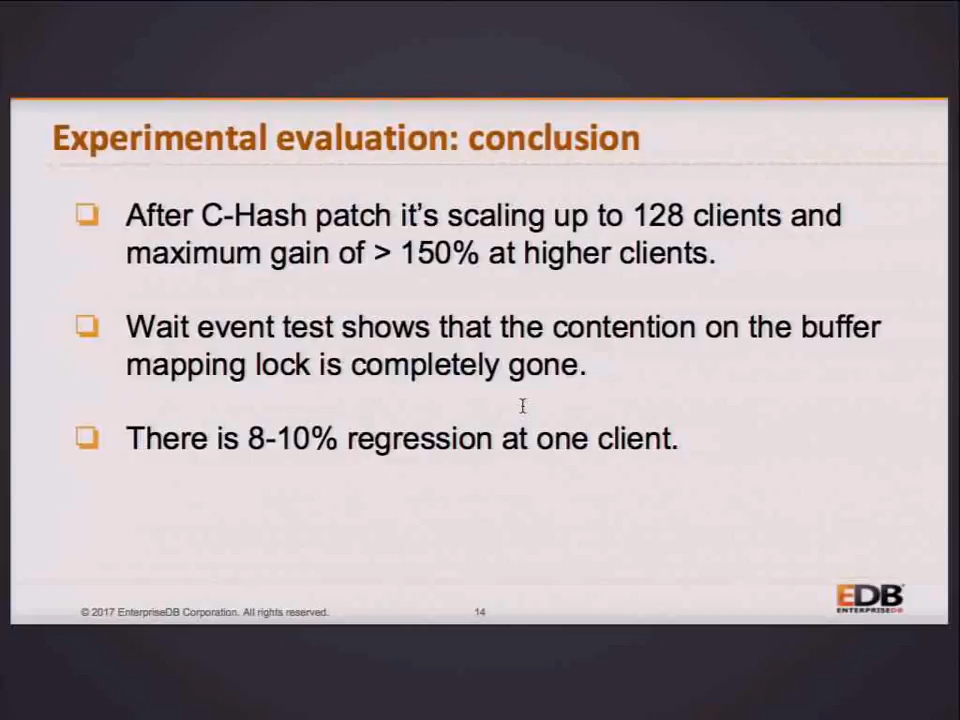 Experimental evaluation: conclusion
After C-Hash patch it's scaling up to 128 clients and
maximum gain of > 150% at higher clients.
Wait event test shows that the contention on the buffer
mapping lock is completely gone.
There is 8-10% regression at one client.
© 2017 EnterpriseDB Corporation. All rights reserved.
14
EDB
ENTERPRISEDB